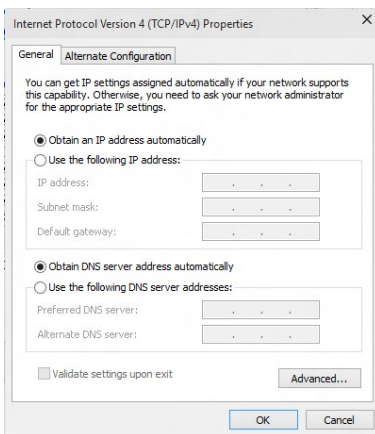 Internet Protocol Version 4 (TCP/IPv4) Properties
General
Alternate Configuration
You can get IP settings assigned automatically if your network supports
this capability. Otherwise, you need to ask your network administrator
for the appropriate IP settings.
Obtain an IP address automatically
Use the following IP address:
IP address:
Subnet mask:
Default gateway:
Obtain DNS server address automatically
Use the following DNS server addresses:
Preferred DNS server:
Alternate DNS server:
Validate settings upon exit
Advanced...
OK
Cancel